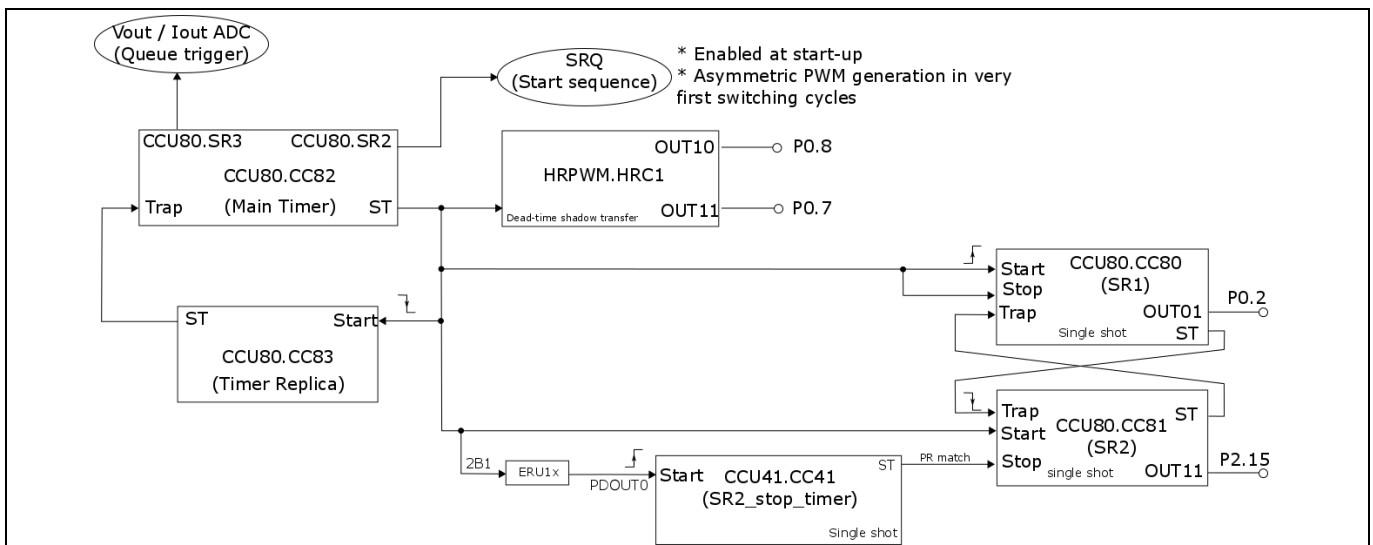 Vout / Iout ADC
(Queue trigger)
SRQ
(Start sequence)
* Enabled at start-up
* Asymmetric PWM generation in very
first switching cycles
CCU80.SR3
CCU80.SR2
CCU80.CC82
Trap
(Main Timer)
ST
OUT10
HRPWM.HRC1
Dead-time shadow transfer
OUT11
P0.8
P0.7
ST
Start
CCU80.CC83
(Timer Replica)
Start
CCU80.CC80
Stop
(SR1)
Trap
OUT01
Single shot
ST
P0.2
Trap
ST
Start
CCU80.CC81
(SR2)
Stop
single shot
OUT11
P2.15
2B1
ERU1x
PDOUT0
Start
ST
CCU41.CC41
(SR2_stop_timer)
Single shot
PR match